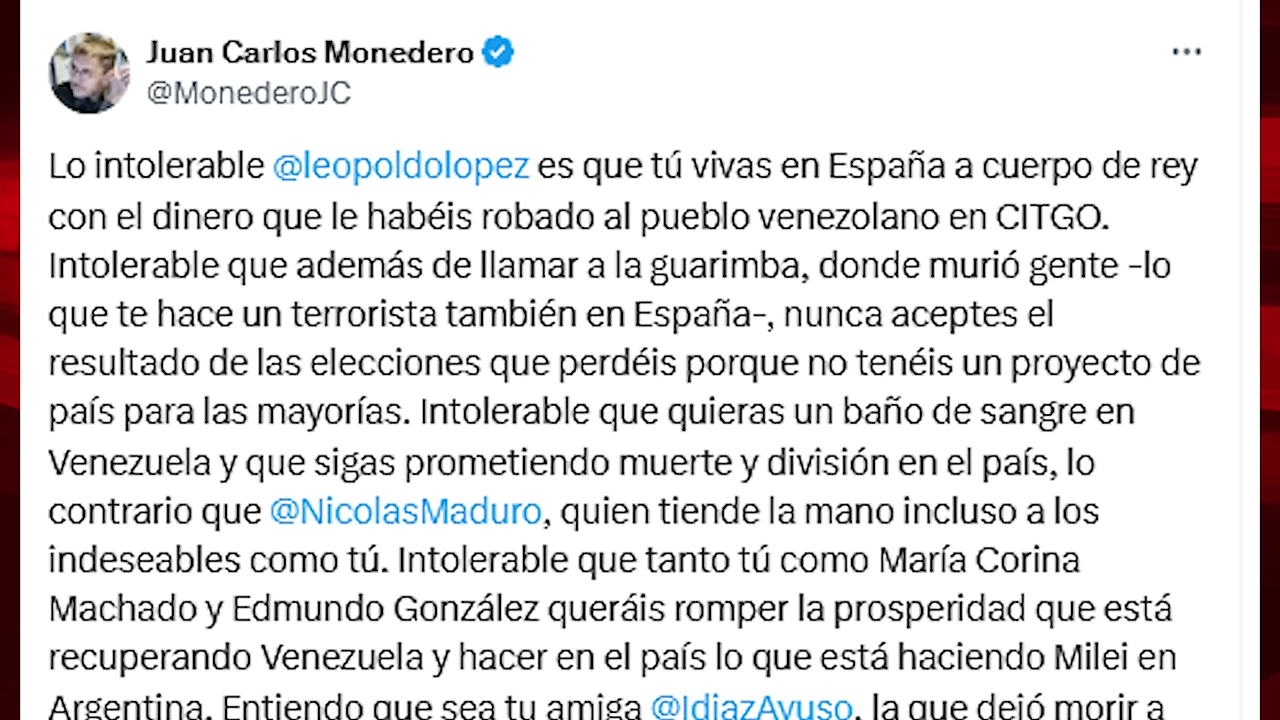 Juan Carlos Monedero
@MonederoJC
Lo intolerable @leopoldolopez es que tú vivas en España a cuerpo de rey
con el dinero que le habéis robado al pueblo venezolano en CITGO.
Intolerable que además de llamar a la guarimba, donde murió gente -lo
que te hace un terrorista también en España-, nunca aceptes el
resultado de las elecciones que perdéis porque no tenéis un proyecto de
país para las mayorías. Intolerable que quieras un baño de sangre en
Venezuela y que sigas prometiendo muerte y división en el país, lo
contrario que @NicolasMaduro, quien tiende la mano incluso a los
indeseables como tú. Intolerable que tanto tú como María Corina
Machado y Edmundo González queráis romper la prosperidad que está
recuperando Venezuela y hacer en el país lo que está haciendo Milei en
Argentina. Entiendo que sea tu amiga @IdiazAyuso, la que dejó morir a